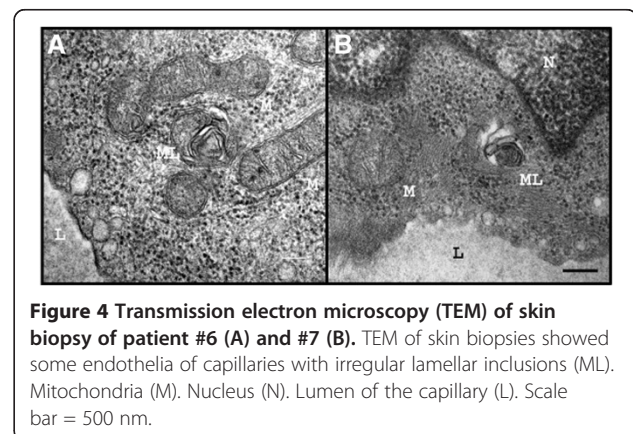 A
B
N
M
ML
ML
M
M
L
L
Figure 4 Transmission electron microscopy (TEM) of skin
biopsy of patient #6 (A) and #7 (B). TEM of skin biopsies showed
some endothelia of capillaries with irregular lamellar inclusions (ML).
Mitochondria (M). Nucleus (N). Lumen of the capillary (L). Scale
bar = 500 nm.